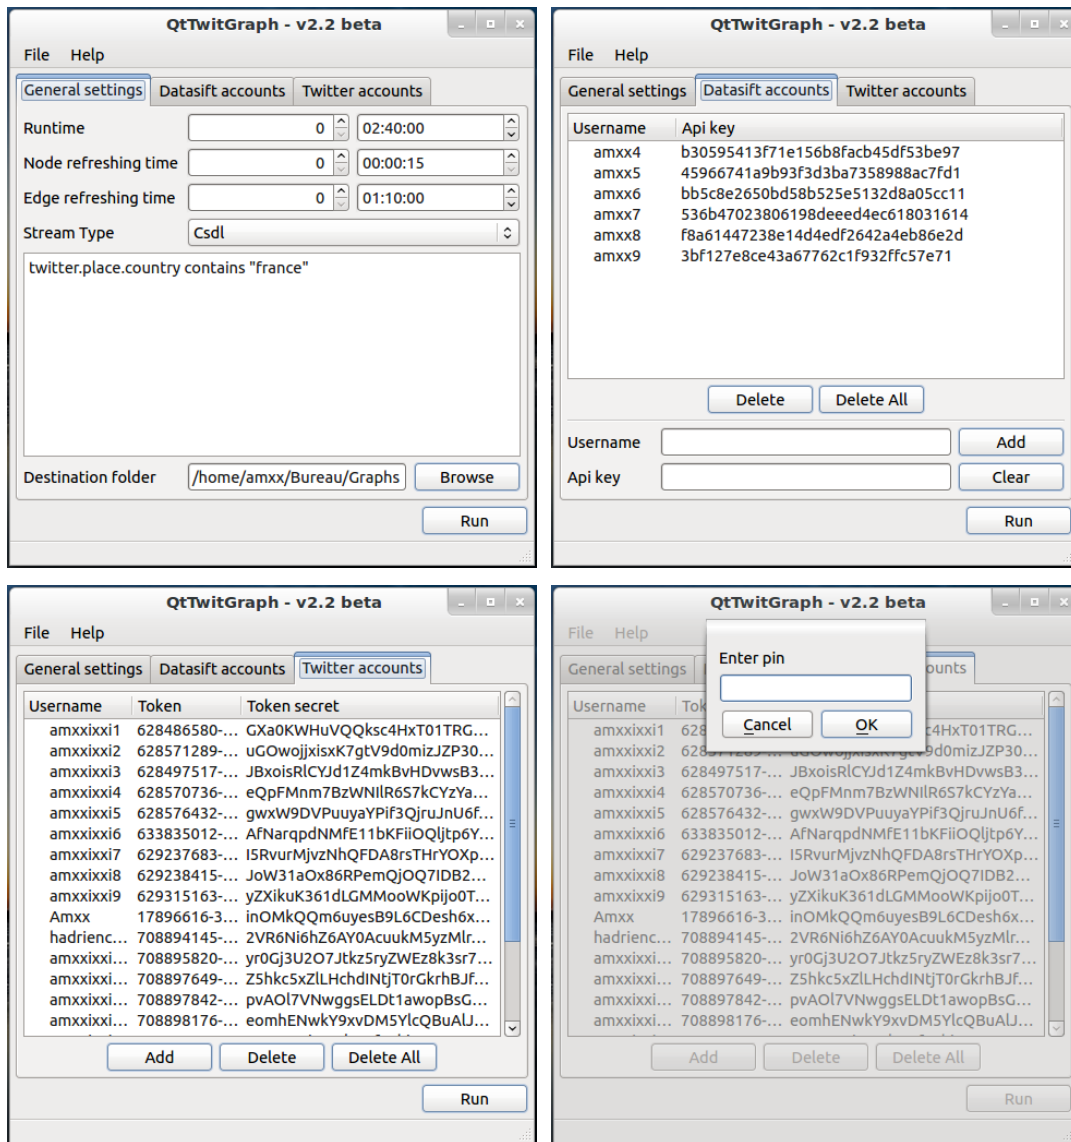 QtTwitGraph - v2.2 beta
File Help
General settings Datasift accounts Twitter accounts
Runtime 0 02:40:00
Node refreshing time 0 00:00:15
Edge refreshing time 0 01:10:00
Stream Type Csdl
twitter.place.country contains "france"
Destination folder /home/amxx/Bureau/Graphs Browse
Run
QtTwitGraph - v2.2 beta
File Help
General settings Datasift accounts Twitter accounts
Username Api key
amxx4 b30595413f71e156b8facb45df53be97
amxx5 45966741a9b93f3d3ba7358988ac7fd1
amxx6 bb5c8e2650bd58b525e5132d8a05cc11
amxx7 536b47023806198deeed4ec618031614
amxx8 f8a61447238e14d4edf2642a4eb86e2d
amxx9 3bf127e8ce43a67762c1f932ffc57e71
Delete Delete All
Username Add
Api key Clear
Run
QtTwitGraph - v2.2 beta
File Help
General settings Datasift accounts Twitter accounts
Username Token Token secret
amxxixxi1 628486580-... GXa0KWHuVQQksc4HxT01TRG...
amxxixxi2 628571289-... uGOwojjxisxK7gtV9d0mizJZP30...
amxxixxi3 628497517-... JBxoisRlCYJd1Z4mkBvHDvwsB3...
amxxixxi4 628570736-... eQpFMnm7BzWNIlR6S7kCYzYa...
amxxixxi5 628576432-... gwxW9DVPuuyaYPif3QjruJnU6f...
amxxixxi6 633835012-... AfNarqpdNMfE11bKFiiOQljtp6Y...
amxxixxi7 629237683-... I5RvurMjvzNhQFDA8rsTHrYOXp...
amxxixxi8 629238415-... JoW31aOx86RPemQjOQ7IDB2...
amxxixxi9 629315163-... yZXikuK361dLGMMooWKpijo0T...
Amxx 17896616-3... inOMkQQm6uyesB9L6CDesh6x...
hadrienc... 708894145-... 2VR6Ni6hZ6AY0AcuukM5yzMlr...
amxxixxi... 708895820-... yr0Gj3U2O7Jtkz5ryZWEz8k3sr7...
amxxixxi... 708897649-... Z5hkc5xZlLHchdINtjT0rGkrhBJf...
amxxixxi... 708897842-... pvAOl7VNwggsELDt1awopBsG...
amxxixxi... 708898176-... eomhENwkY9xvDM5YlcQBuAlJ...
Add Delete Delete All
Run
QtTwitGraph - v2.2 beta
File Help
Enter pin
Cancel OK
General settings ounts
Username Tok
amxxixxi1 628 c4HxT01TRG...
amxxixxi2 628571289-... uGOwojjxisxK7gtV9d0mizJZP30...
amxxixxi3 628497517-... JBxoisRlCYJd1Z4mkBvHDvwsB3...
amxxixxi4 628570736-... eQpFMnm7BzWNIlR6S7kCYzYa...
amxxixxi5 628576432-... gwxW9DVPuuyaYPif3QjruJnU6f...
amxxixxi6 633835012-... AfNarqpdNMfE11bKFiiOQljtp6Y...
amxxixxi7 629237683-... I5RvurMjvzNhQFDA8rsTHrYOXp...
amxxixxi8 629238415-... JoW31aOx86RPemQjOQ7IDB2...
amxxixxi9 629315163-... yZXikuK361dLGMMooWKpijo0T...
Amxx 17896616-3... inOMkQQm6uyesB9L6CDesh6x...
hadrienc... 708894145-... 2VR6Ni6hZ6AY0AcuukM5yzMlr...
amxxixxi... 708895820-... yr0Gj3U2O7Jtkz5ryZWEz8k3sr7...
amxxixxi... 708897649-... Z5hkc5xZlLHchdINtjT0rGkrhBJf...
amxxixxi... 708897842-... pvAOl7VNwggsELDt1awopBsG...
amxxixxi... 708898176-... eomhENwkY9xvDM5YlcQBuAlJ...
Add Delete Delete All
Run